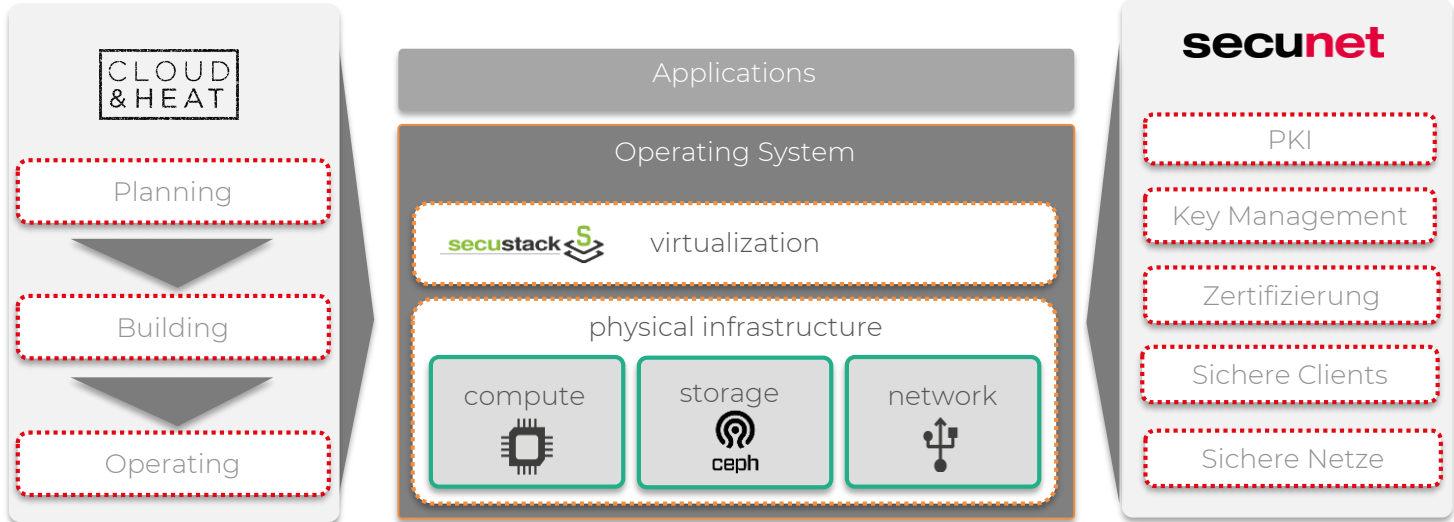 CLOUD
&HEAT
Planning
Building
Operating
Applications
Operating System
secustack S
virtualization
physical infrastructure
compute
storage
ceph
network
secunet
PKI
Key Management
Zertifizierung
Sichere Clients
Sichere Netze